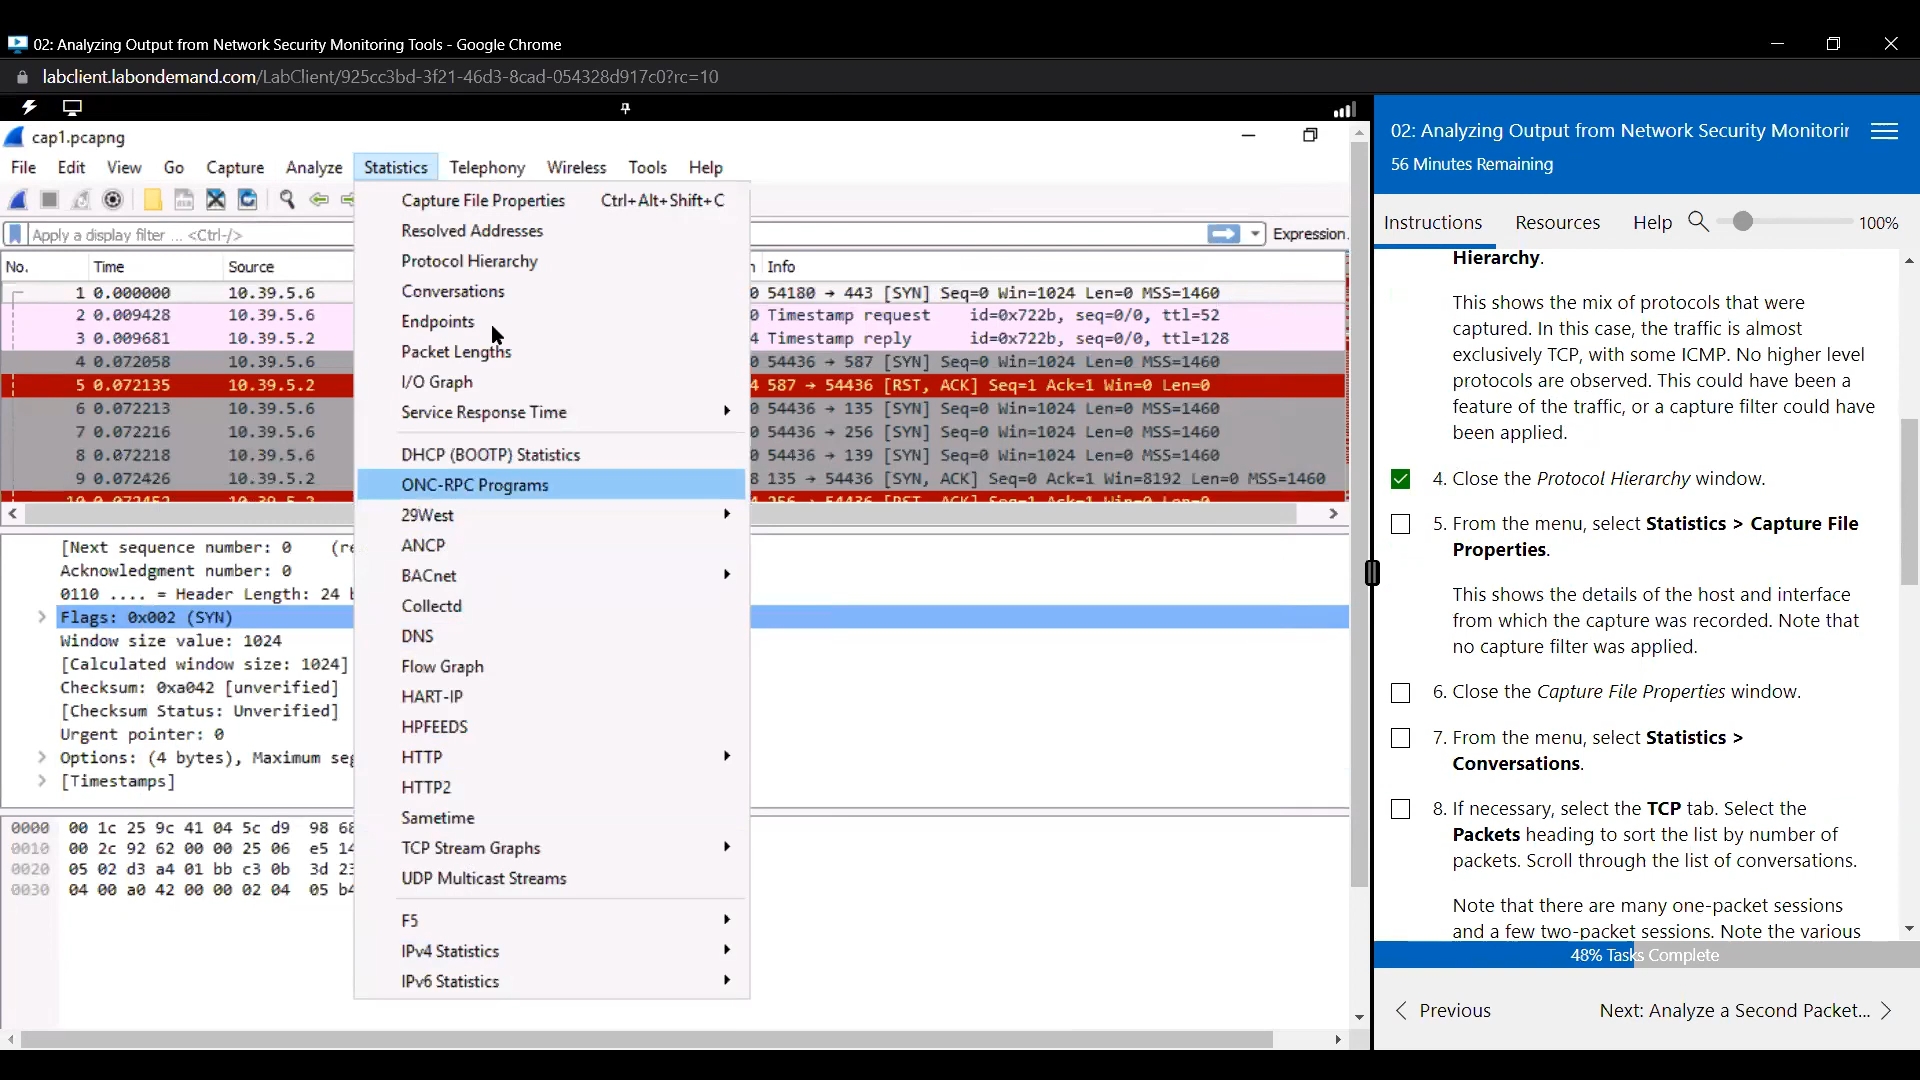 02: Analyzing Output from Network Security Monitoring Tools - Google Chrome
labclient.labondemand.com/LabClient/925cc3bd-3f21-46d3-8cad-054328d917c0?rc=10
cap1.pcapng
File Edit View Go Capture Analyze Statistics Telephony Wireless Tools Help
Apply a display filter ... <Ctrl-/>
Expression.
No. Time Source Info
1 0.000000 10.39.5.6 0 54180 → 443 [SYN] Seq=0 Win=1024 Len=0 MSS=1460
2 0.009428 10.39.5.6 0 Timestamp request id=0x722b, seq=0/0, ttl=52
3 0.009681 10.39.5.2 4 Timestamp reply id=0x722b, seq=0/0, ttl=128
4 0.072058 10.39.5.6 0 54436 → 587 [SYN] Seq=0 Win=1024 Len=0 MSS=1460
5 0.072135 10.39.5.2 4 587 → 54436 [RST, ACK] Seq=1 Ack=1 Win=0 Len=0
6 0.072213 10.39.5.6 0 54436 → 135 [SYN] Seq=0 Win=1024 Len=0 MSS=1460
7 0.072216 10.39.5.6 0 54436 → 256 [SYN] Seq=0 Win=1024 Len=0 MSS=1460
8 0.072218 10.39.5.6 0 54436 → 139 [SYN] Seq=0 Win=1024 Len=0 MSS=1460
9 0.072426 10.39.5.2 8 135 → 54436 [SYN, ACK] Seq=0 Ack=1 Win=8192 Len=0 MSS=1460
Capture File Properties Ctrl+Alt+Shift+C
Resolved Addresses
Protocol Hierarchy
Conversations
Endpoints
Packet Lengths
I/O Graph
Service Response Time
DHCP (BOOTP) Statistics
ONC-RPC Programs
29West
ANCP
BACnet
Collectd
DNS
Flow Graph
HART-IP
HPFEEDS
HTTP
HTTP2
Sametime
TCP Stream Graphs
UDP Multicast Streams
F5
IPv4 Statistics
IPv6 Statistics
[Next sequence number: 0 (re
Acknowledgment number: 0
0110 .... = Header Length: 24 b
Flags: 0x002 (SYN)
Window size value: 1024
[Calculated window size: 1024]
Checksum: 0xa042 [unverified]
[Checksum Status: Unverified]
Urgent pointer: 0
Options: (4 bytes), Maximum seg
[Timestamps]
0000 00 1c 25 9c 41 04 5c d9 98 68
0010 00 2c 92 62 00 00 25 06 e5 14
0020 05 02 d3 a4 01 bb c3 0b 3d 23
0030 04 00 a0 42 00 00 02 04 05 b4
02: Analyzing Output from Network Security Monitorir
56 Minutes Remaining
Instructions Resources Help 100%
Hierarchy.
This shows the mix of protocols that were
captured. In this case, the traffic is almost
exclusively TCP, with some ICMP. No higher level
protocols are observed. This could have been a
feature of the traffic, or a capture filter could have
been applied.
4. Close the Protocol Hierarchy window.
5. From the menu, select Statistics > Capture File
Properties.
This shows the details of the host and interface
from which the capture was recorded. Note that
no capture filter was applied.
6. Close the Capture File Properties window.
7. From the menu, select Statistics >
Conversations.
8. If necessary, select the TCP tab. Select the
Packets heading to sort the list by number of
packets. Scroll through the list of conversations.
Note that there are many one-packet sessions
and a few two-packet sessions. Note the various
48% Tasks Complete
Previous
Next: Analyze a Second Packet...